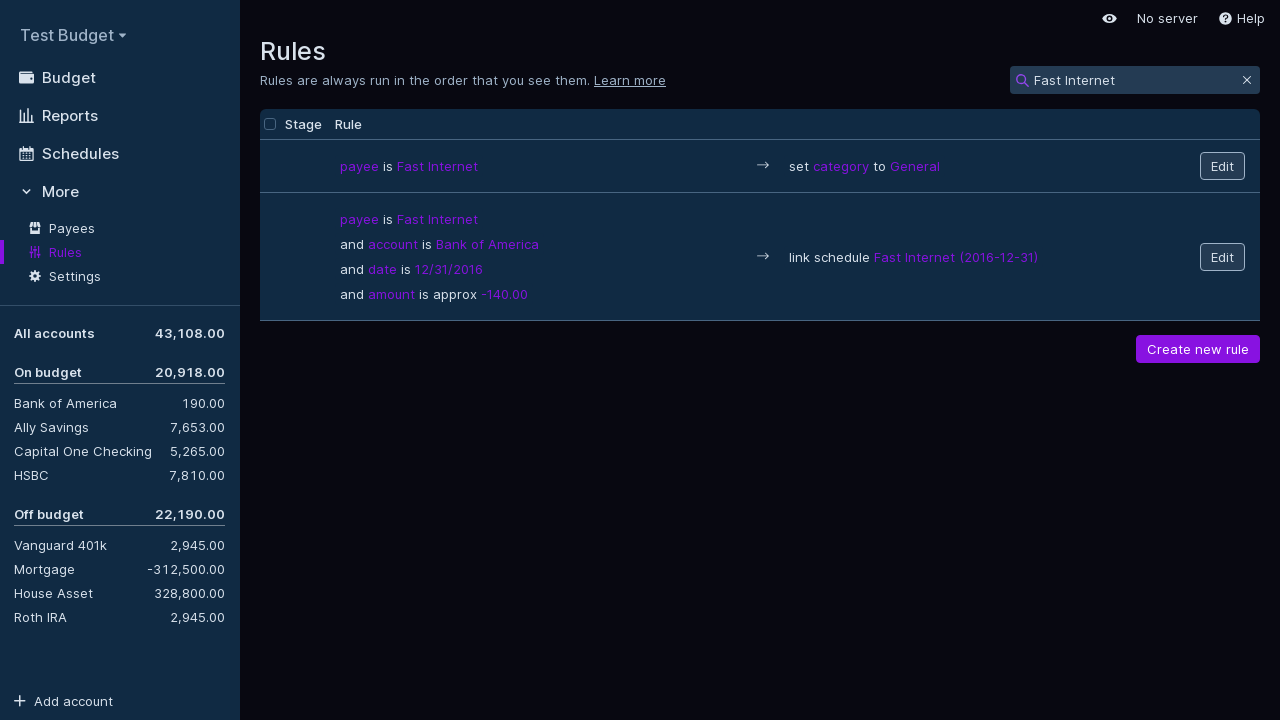 Test Budget
Budget
Reports
Schedules
More
Payees
Rules
Settings
All accounts 43,108.00
On budget 20,918.00
Bank of America 190.00
Ally Savings 7,653.00
Capital One Checking 5,265.00
HSBC 7,810.00
Off budget 22,190.00
Vanguard 401k 2,945.00
Mortgage -312,500.00
House Asset 328,800.00
Roth IRA 2,945.00
Add account
No server Help
Rules
Rules are always run in the order that you see them. Learn more
Fast Internet
Stage Rule
payee is Fast Internet → set category to General Edit
payee is Fast Internet
and account is Bank of America
and date is 12/31/2016
and amount is approx -140.00
→ link schedule Fast Internet (2016-12-31) Edit
Create new rule